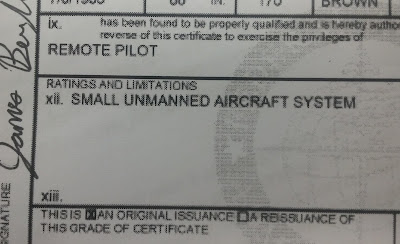 IN.
170
BROWN
ix. has been found to be properly qualified and is hereby
reverse of this certificate to exercise the privileges of
REMOTE PILOT
RATINGS AND LIMITATIONS
xii. SMALL UNMANNED AIRCRAFT SYSTEM
xiii.
THIS IS ☒AN ORIGINAL ISSUANCE ☐A REISSUANCE OF
THIS GRADE OF CERTIFICATE
James